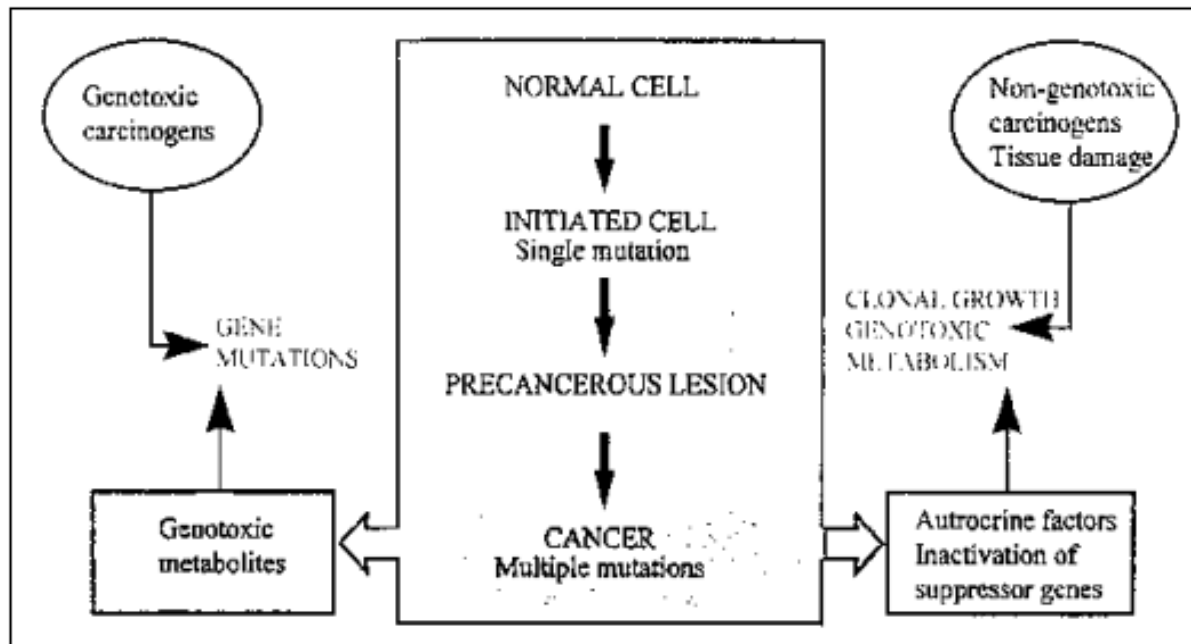 Genotoxic
carcinogens
NORMAL CELL
INITIATED CELL
Single mutation
PRECANCEROUS LESION
CANCER
Multiple mutations
GENE
MUTATIONS
Genotoxic
metabolites
Non-genotoxic
carcinogens
Tissue damage
CLONAL GROWTH
GENOTOXIC
METABOLISM
Autrocrine factors
Inactivation of
suppressor genes